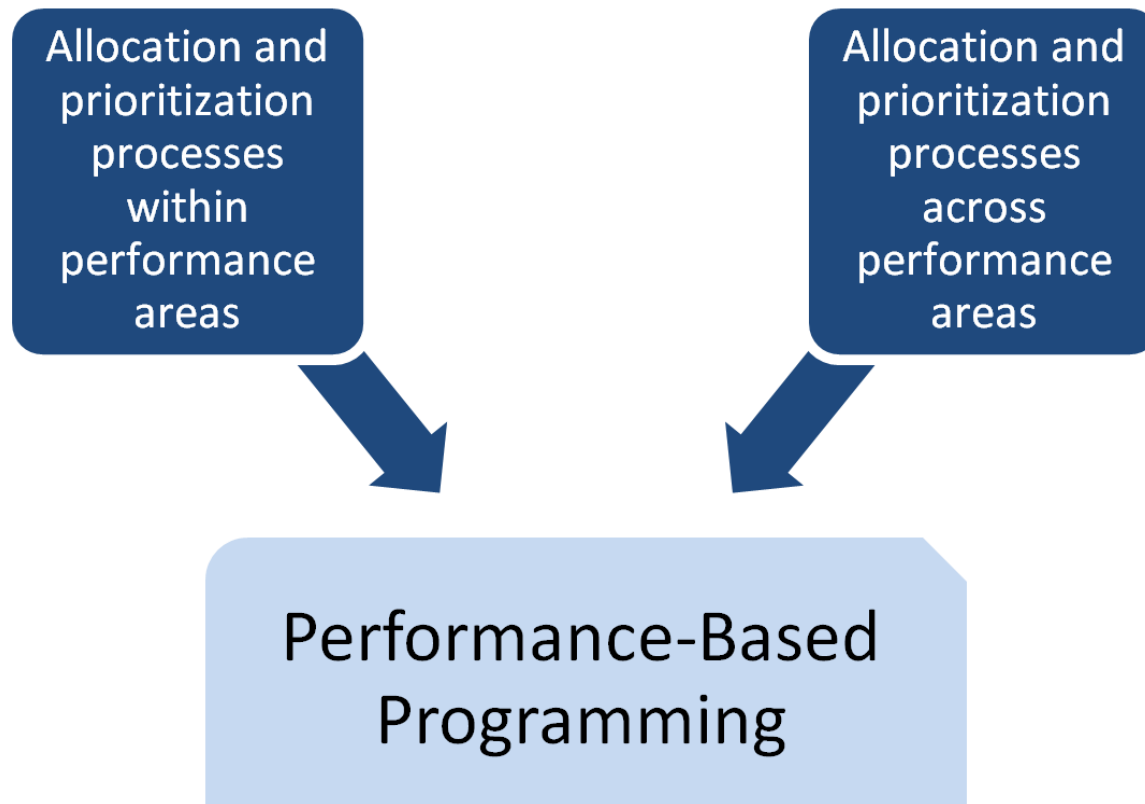 Allocation and
prioritization
processes
within
performance
areas
Allocation and
prioritization
processes
across
performance
areas
Performance-Based
Programming